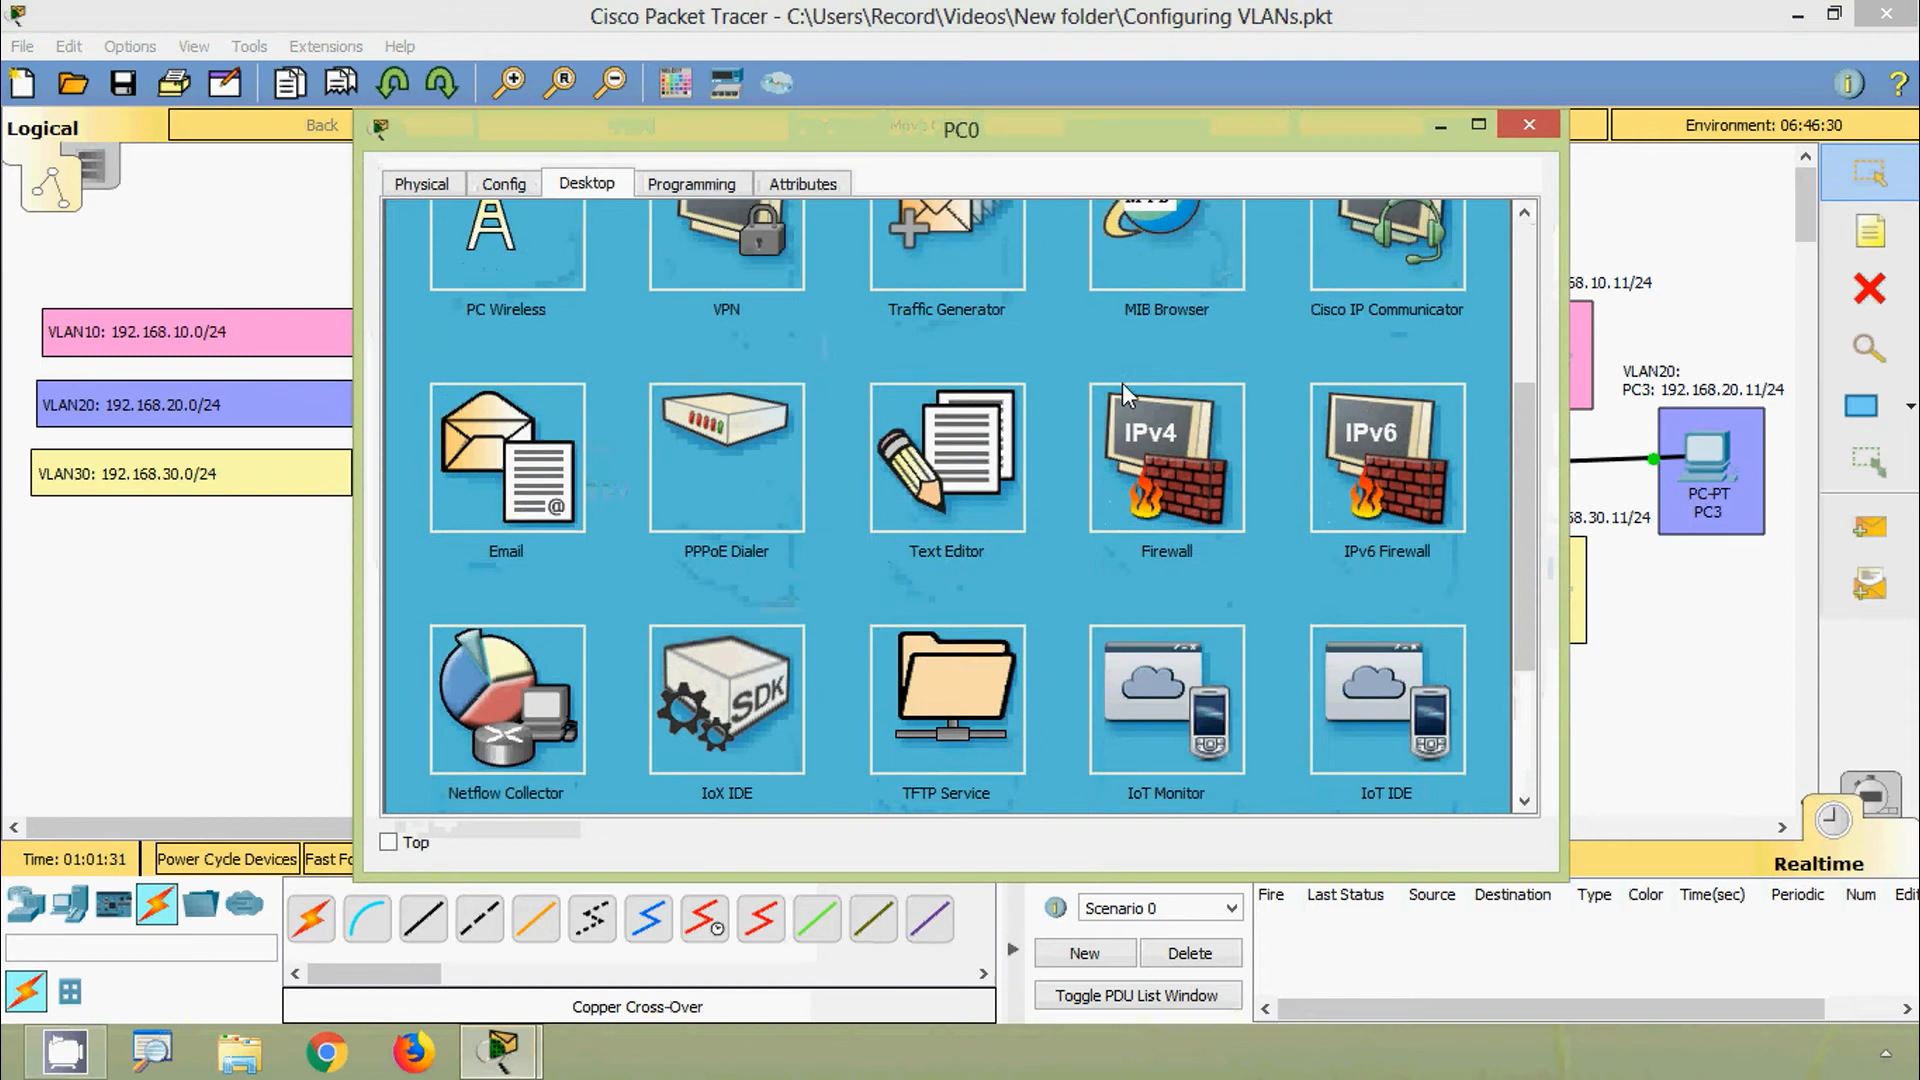 Cisco Packet Tracer - C:\Users\Record\Videos\New folder\Configuring VLANs.pkt
File Edit Options View Tools Extensions Help
Logical
Back
Environment: 06:46:30
PC0
Physical Config Desktop Programming Attributes
PC Wireless VPN Traffic Generator MIB Browser Cisco IP Communicator
VLAN10: 192.168.10.0/24
VLAN20: 192.168.20.0/24
VLAN30: 192.168.30.0/24
68.10.11/24
VLAN20:
PC3: 192.168.20.11/24
PC-PT
PC3
68.30.11/24
IPv4
IPv6
Email PPPoE Dialer Text Editor Firewall IPv6 Firewall
SDK
Netflow Collector IoX IDE TFTP Service IoT Monitor IoT IDE
Top
Time: 01:01:31 Power Cycle Devices Fast Fo
Realtime
Scenario 0
New Delete
Toggle PDU List Window
Copper Cross-Over
Fire Last Status Source Destination Type Color Time(sec) Periodic Num Edit